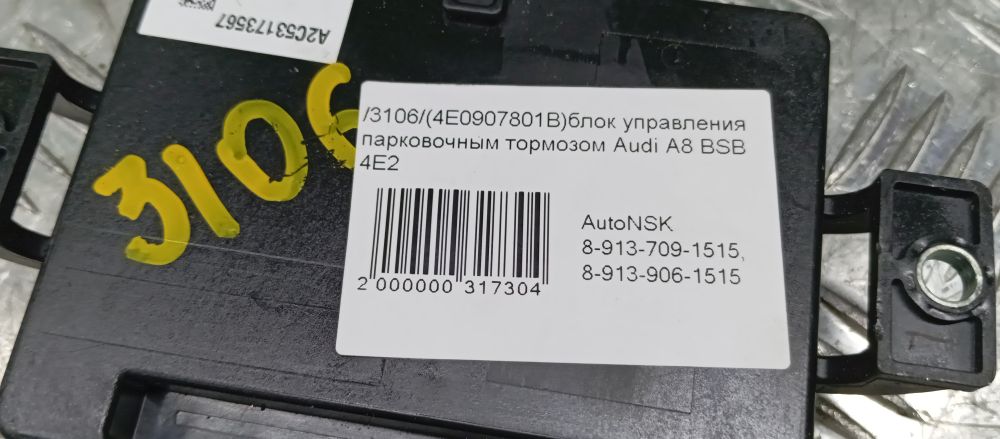 A2C53173567
3106
/3106/(4E0907801B)блок управления
парковочным тормозом Audi A8 BSB
4E2
AutoNSK
8-913-709-1515,
8-913-906-1515
2 000000 317304